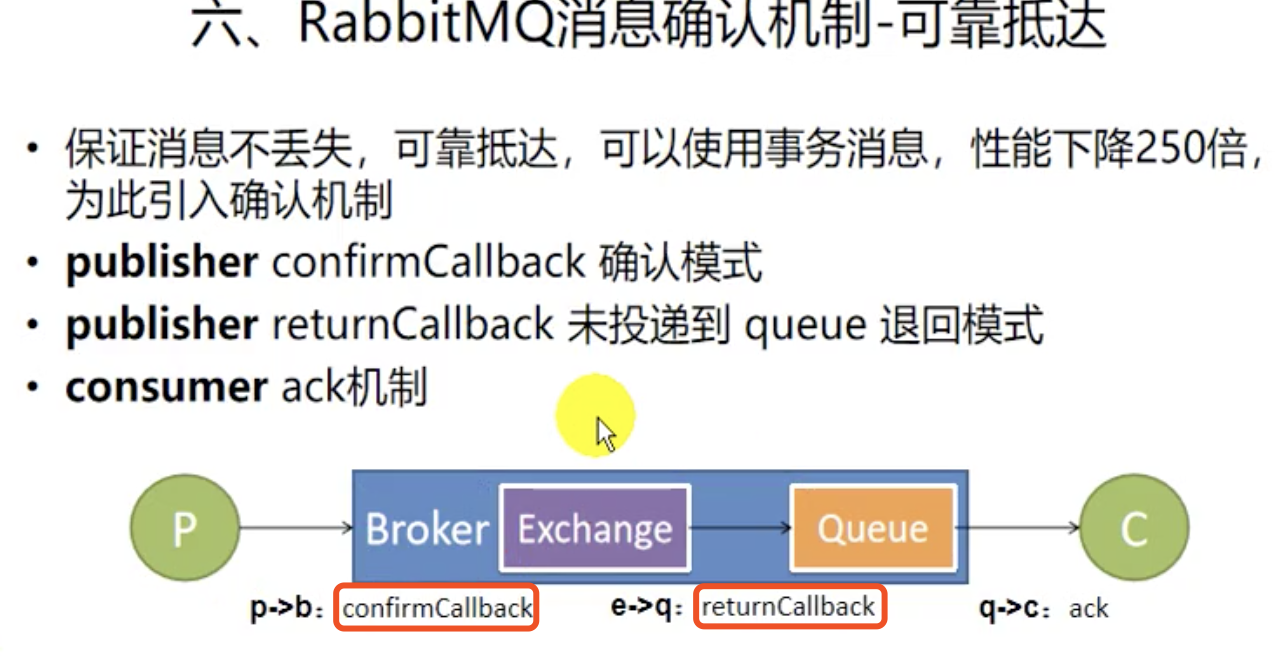 六、RabbitMQ消息确认机制-可靠抵达
• 保证消息不丢失，可靠抵达，可以使用事务消息，性能下降250倍，
为此引入确认机制
• publisher confirmCallback 确认模式
• publisher returnCallback 未投递到 queue 退回模式
• consumer ack机制
P Broker Exchange Queue C
p->b：confirmCallback e->q：returnCallback q->c：ack